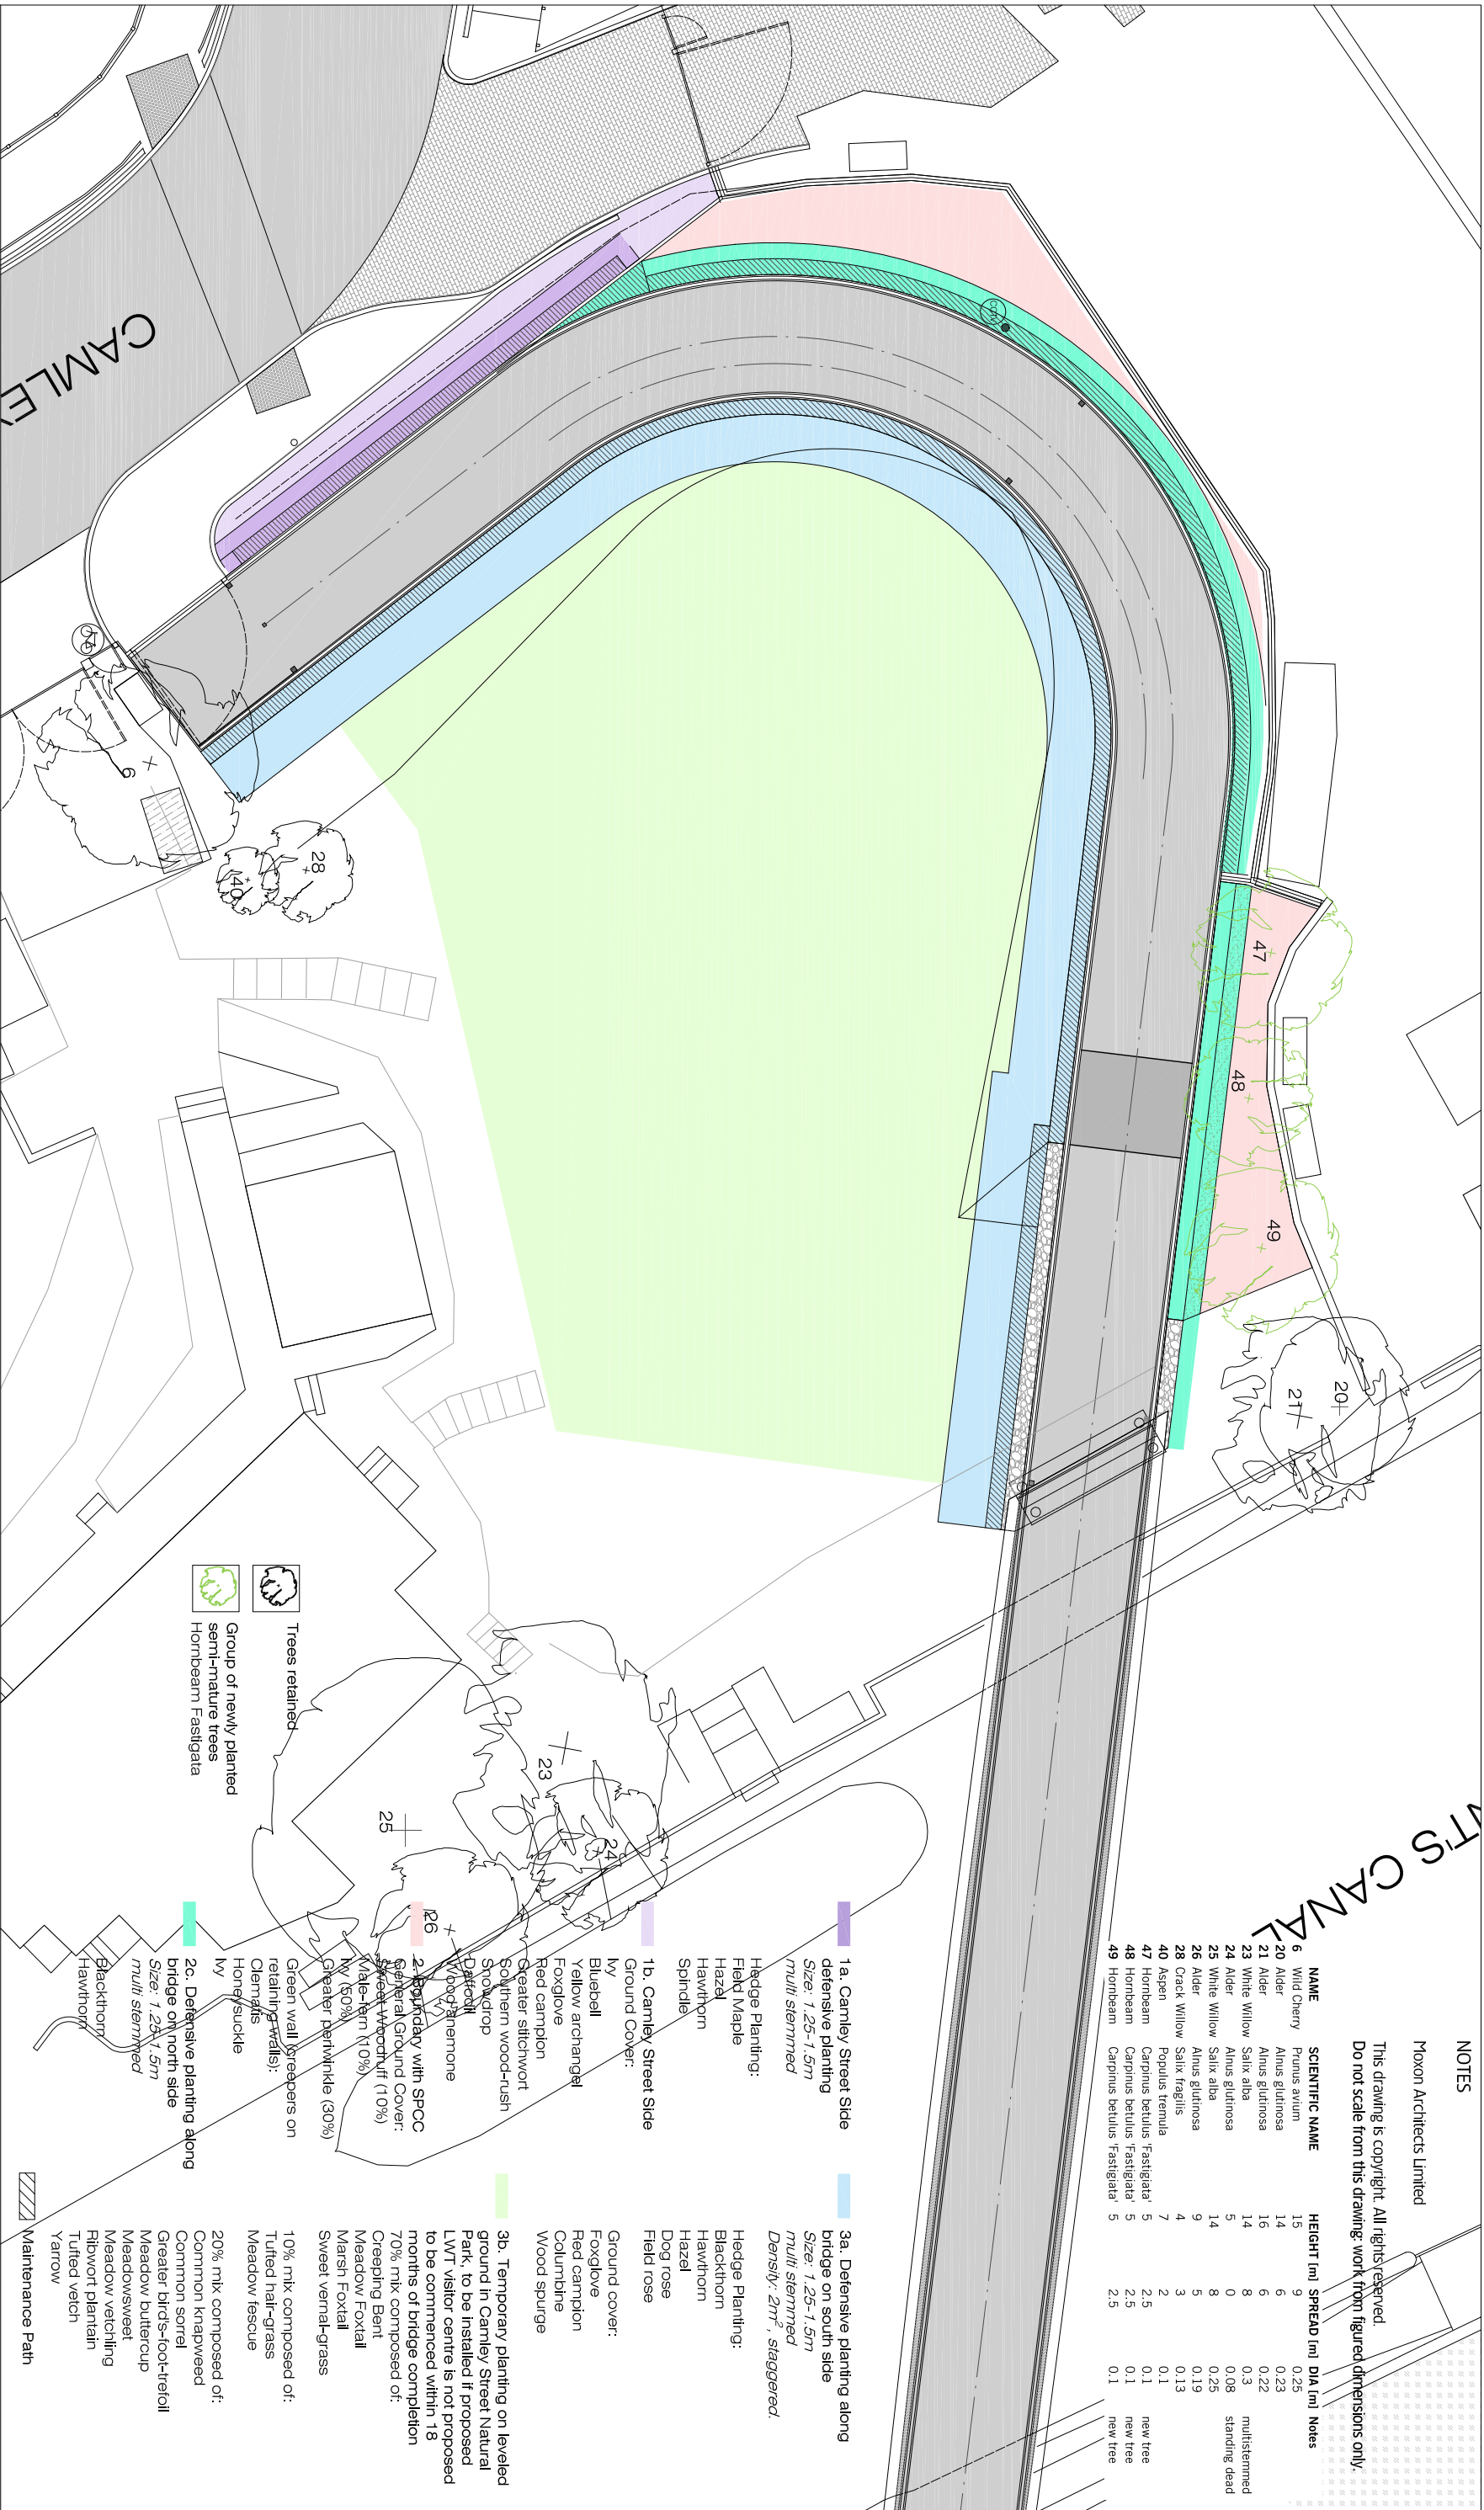 NOTES
Moxon Architects Limited
This drawing is copyright. All rights reserved.
Do not scale from this drawing: work from figured dimensions only.
NAME SCIENTIFIC NAME HEIGHT [m] SPREAD [m] DIA [m] Notes
6 Wild Cherry Prunus avium 15 9 0.25
20 Alder Alnus glutinosa 14 6 0.23
21 Alder Alnus glutinosa 16 6 0.22
23 White Willow Salix alba 14 8 0.3 multistemmed
24 Alder Alnus glutinosa 5 0 0.08 standing dead
25 White Willow Salix alba 14 8 0.25
26 Alder Alnus glutinosa 9 5 0.19
28 Crack Willow Salix fragilis 4 3 0.13
40 Aspen Populus tremula 7 2 0.1
47 Hornbeam Carpinus betulus 'Fastigiata' 5 2.5 0.1 new tree
48 Hornbeam Carpinus betulus 'Fastigiata' 5 2.5 0.1 new tree
49 Hornbeam Carpinus betulus 'Fastigiata' 5 2.5 0.1 new tree
NT'S CANAL
CAMLEY
47
48
49
20
21
6
28
40
23
24
25
26
Trees retained
Group of newly planted
semi-mature trees
Hornbeam Fastigata
1a. Camley Street Side
defensive planting
Size: 1.25-1.5m
multi stemmed
Hedge Planting:
Field Maple
Hazel
Hawthorn
Spindle
1b. Camley Street Side
Ground Cover:
Ivy
Bluebell
Yellow archangel
Foxglove
Red campion
Greater stitchwort
Southern wood-rush
Snowdrop
Daffodil
Wood anemone
2. Boundary with SPCC
General Ground Cover:
Sweet Woodruff (10%)
Male-fern (10%)
Ivy (50%)
Greater periwinkle (30%)
Green wall (creepers on
retaining walls):
Clematis
Honeysuckle
Ivy
2c. Defensive planting along
bridge on north side
Size: 1.25-1.5m
multi stemmed
Blackthorn
Hawthorn
3a. Defensive planting along
bridge on south side
Size: 1.25-1.5m
multi stemmed
Density: 2m², staggered.
Hedge Planting:
Blackthorn
Hawthorn
Hazel
Dog rose
Field rose
Ground cover:
Foxglove
Red campion
Columbine
Wood spurge
3b. Temporary planting on leveled
ground in Camley Street Natural
Park, to be installed if proposed
LWT visitor centre is not proposed
to be commenced within 18
months of bridge completion
70% mix composed of:
Creeping Bent
Meadow Foxtail
Marsh Foxtail
Sweet vernal-grass
10% mix composed of:
Tufted hair-grass
Meadow fescue
20% mix composed of:
Common knapweed
Common sorrel
Greater bird's-foot-trefoil
Meadow buttercup
Meadowsweet
Meadow vetchling
Ribwort plantain
Tufted vetch
Yarrow
Maintenance Path